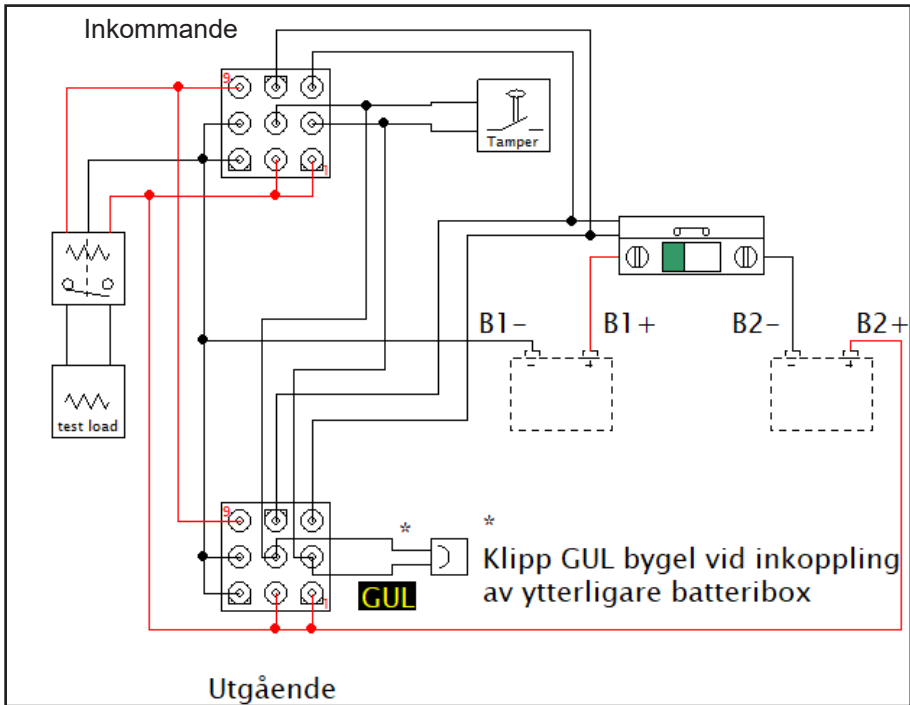 Inkommande
9
1
Tamper
B1-
B1+
B2-
B2+
-
+
-
+
test load
9
1
*
*
Klipp GUL bygel vid inkoppling
av ytterligare batteribox
GUL
Utgående